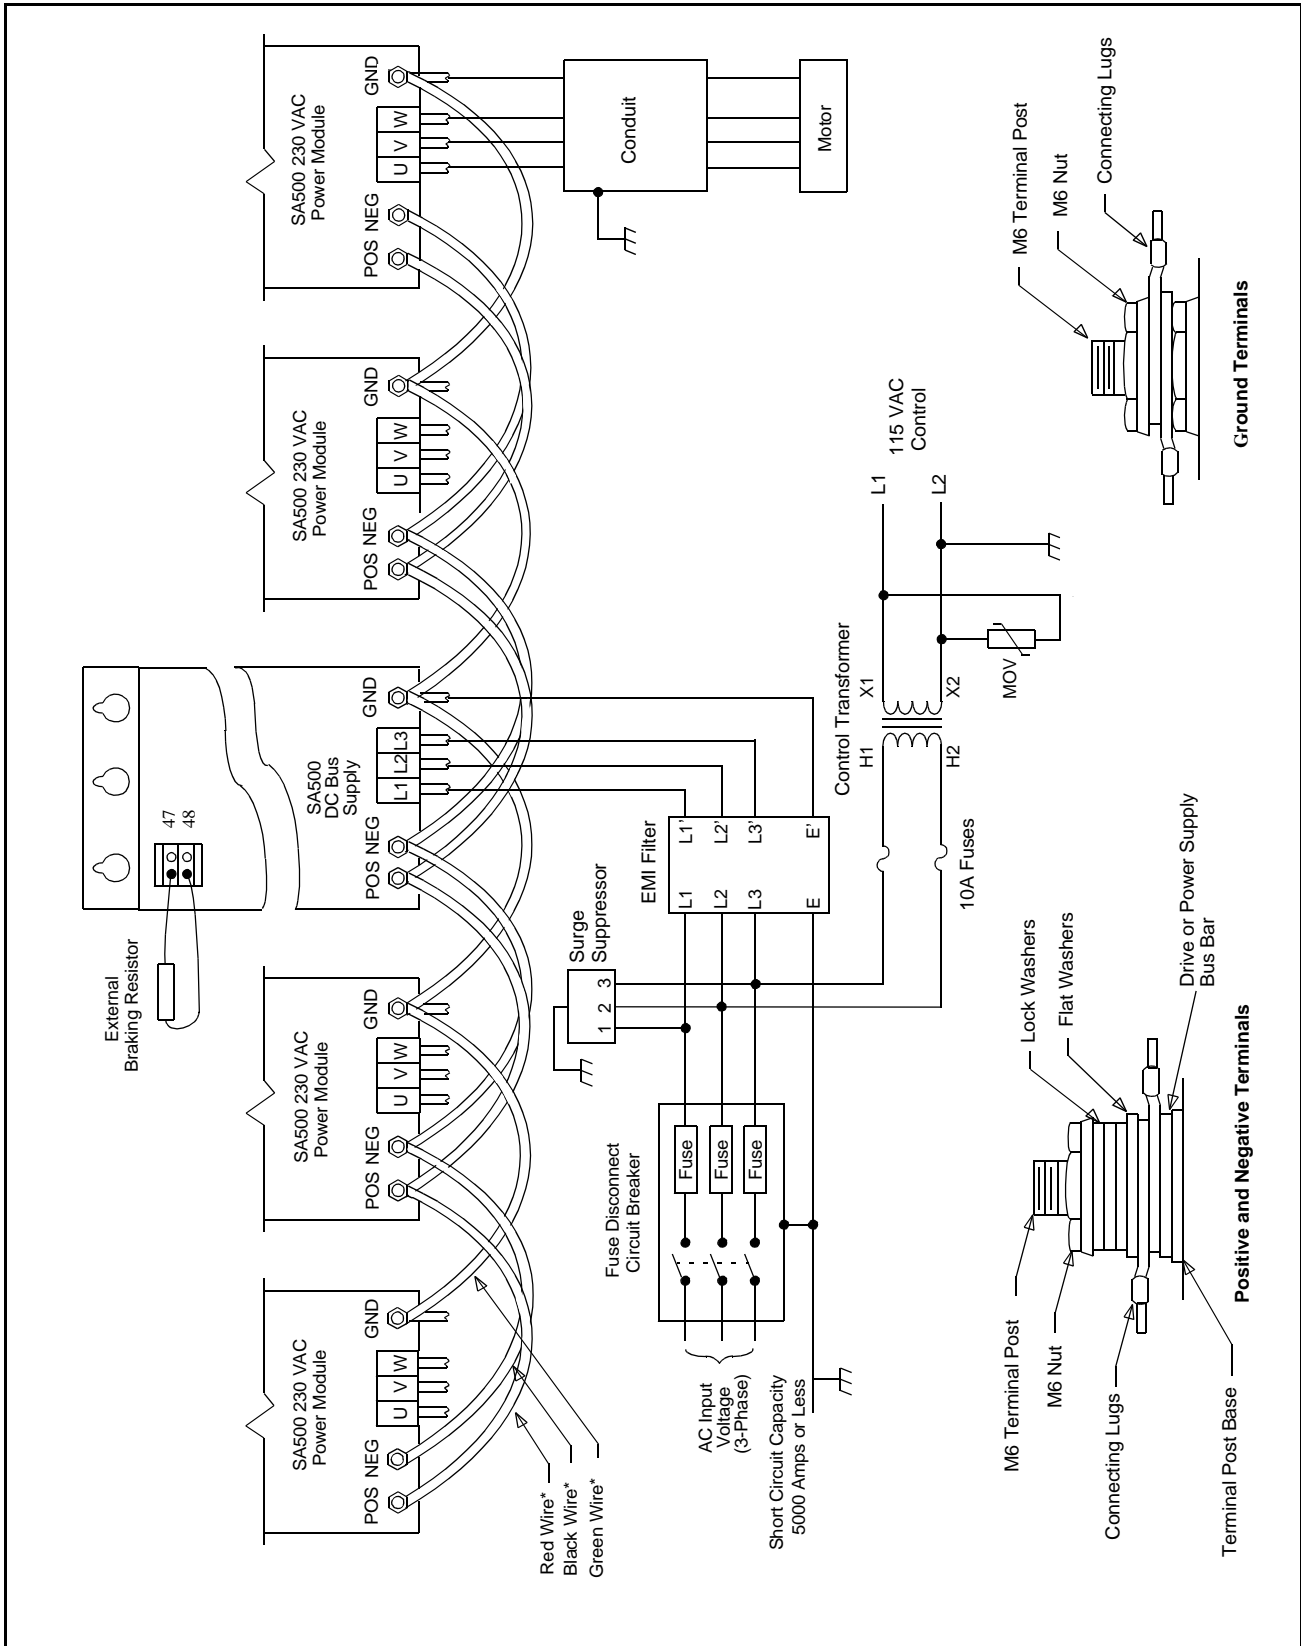 SA500 230 VAC
Power Module
POS NEG
U V W
GND
SA500 230 VAC
Power Module
POS NEG
U V W
GND
External
Braking Resistor
47
48
SA500
DC Bus
Supply
POS NEG
L1 L2 L3
GND
SA500 230 VAC
Power Module
POS NEG
U V W
GND
SA500 230 VAC
Power Module
POS NEG
U V W
GND
Red Wire*
Black Wire*
Green Wire*
Conduit
Motor
Fuse Disconnect
Circuit Breaker
Fuse
Fuse
Fuse
AC Input
Voltage
(3-Phase)
Short Circuit Capacity
5000 Amps or Less
Surge
Suppressor
1 2 3
EMI Filter
L1 L1'
L2 L2'
L3 L3'
E E'
Control Transformer
H1 X1
H2 X2
10A Fuses
MOV
L1
L2
115 VAC
Control
M6 Terminal Post
M6 Nut
Connecting Lugs
Terminal Post Base
Lock Washers
Flat Washers
Drive or Power Supply
Bus Bar
Positive and Negative Terminals
M6 Terminal Post
M6 Nut
Connecting Lugs
Ground Terminals